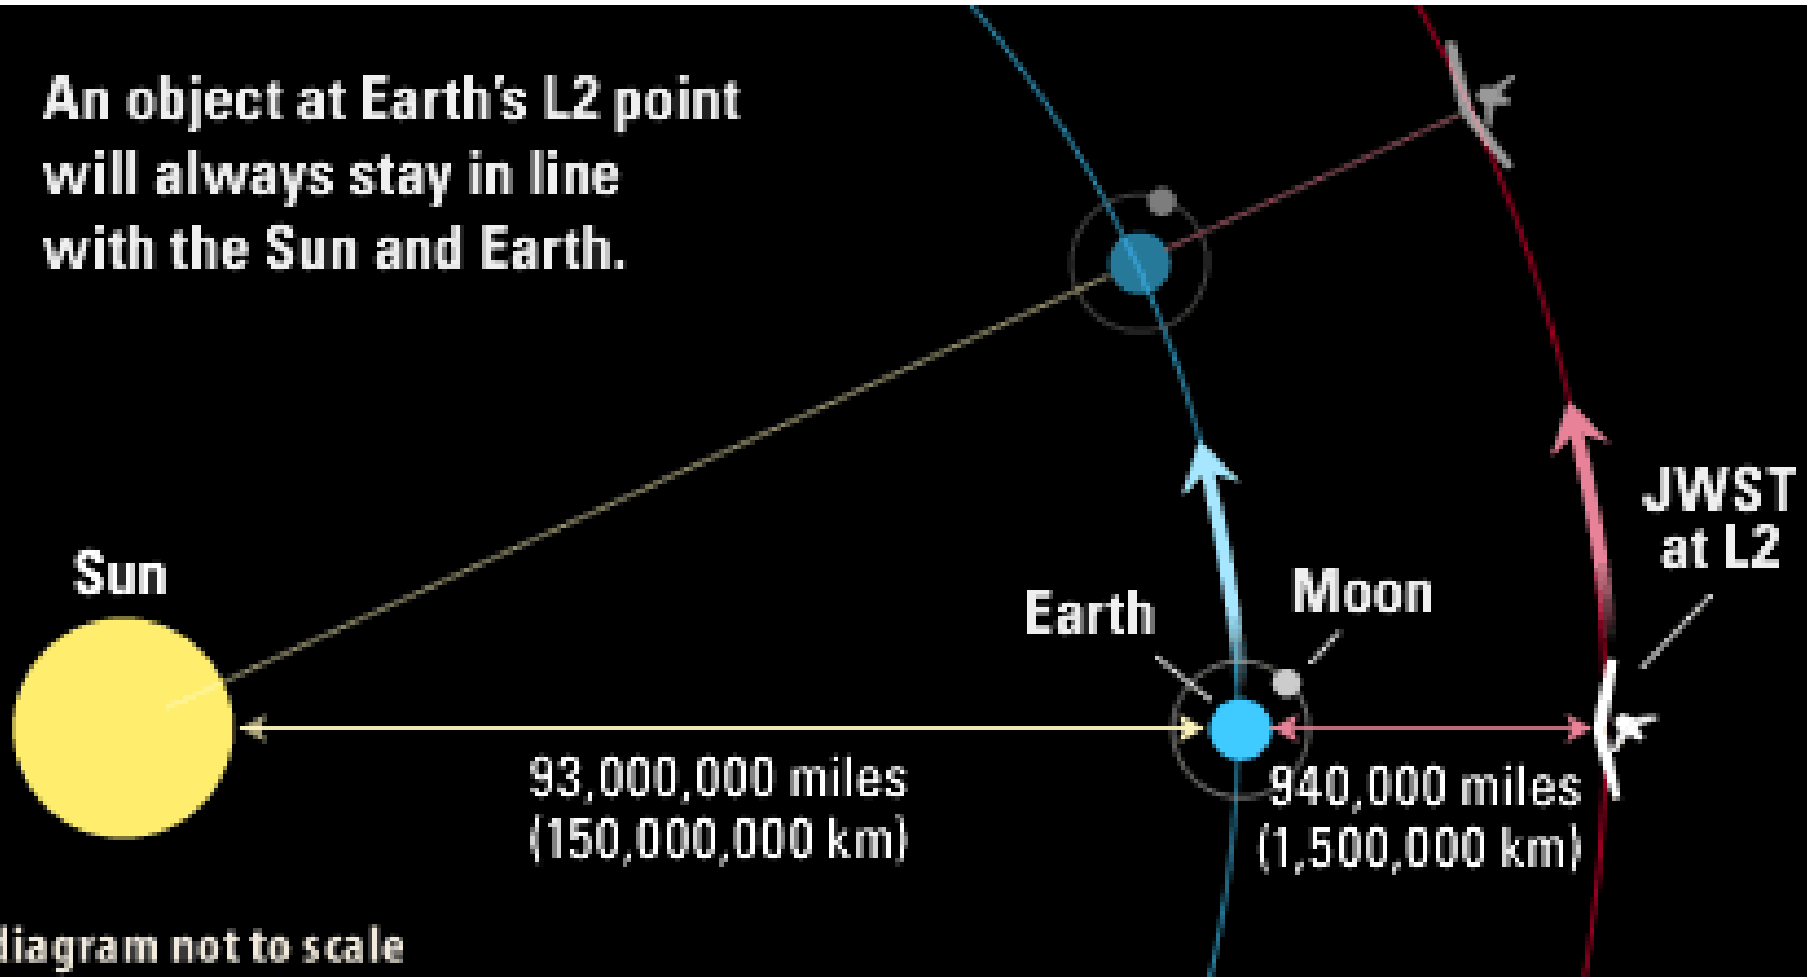 An object at Earth's L2 point
will always stay in line
with the Sun and Earth.
JWST
at L2
Sun
Earth
Moon
93,000,000 miles
(150,000,000 km)
940,000 miles
(1,500,000 km)
diagram not to scale